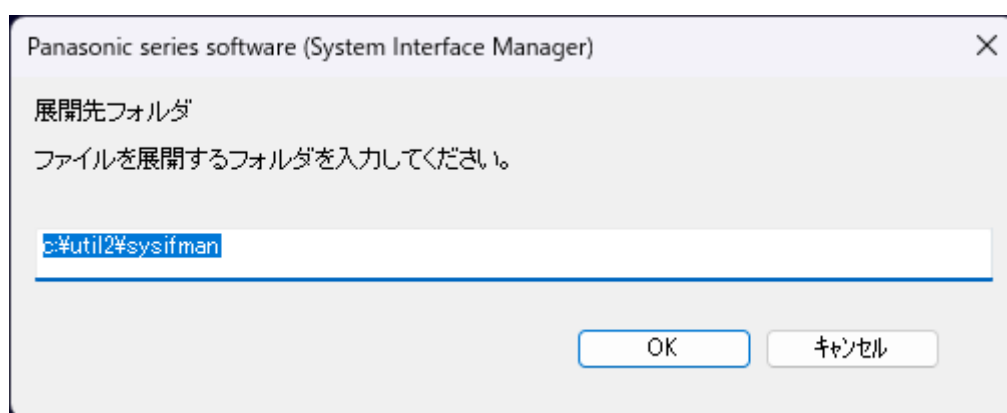 Panasonic series software (System Interface Manager)
展開先フォルダ
ファイルを展開するフォルダを入力してください。
c:¥util2¥sysifman
OK
キャンセル